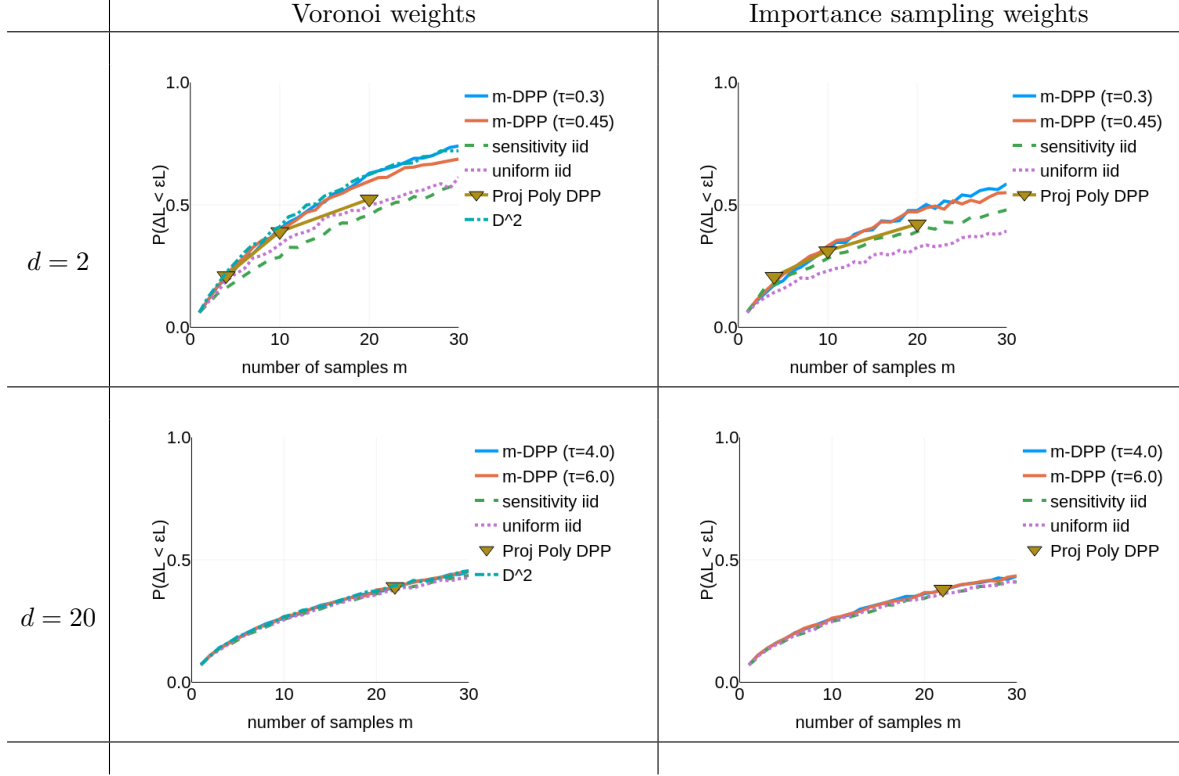 Voronoi weights
Importance sampling weights
d = 2
1.0
0.5
0.0
0
10
20
30
P(ΔL < εL)
number of samples m
m-DPP (τ=0.3)
m-DPP (τ=0.45)
sensitivity iid
uniform iid
Proj Poly DPP
D^2
1.0
0.5
0.0
0
10
20
30
P(ΔL < εL)
number of samples m
m-DPP (τ=0.3)
m-DPP (τ=0.45)
sensitivity iid
uniform iid
Proj Poly DPP
d = 20
1.0
0.5
0.0
0
10
20
30
P(ΔL < εL)
number of samples m
m-DPP (τ=4.0)
m-DPP (τ=6.0)
sensitivity iid
uniform iid
Proj Poly DPP
D^2
1.0
0.5
0.0
0
10
20
30
P(ΔL < εL)
number of samples m
m-DPP (τ=4.0)
m-DPP (τ=6.0)
sensitivity iid
uniform iid
Proj Poly DPP